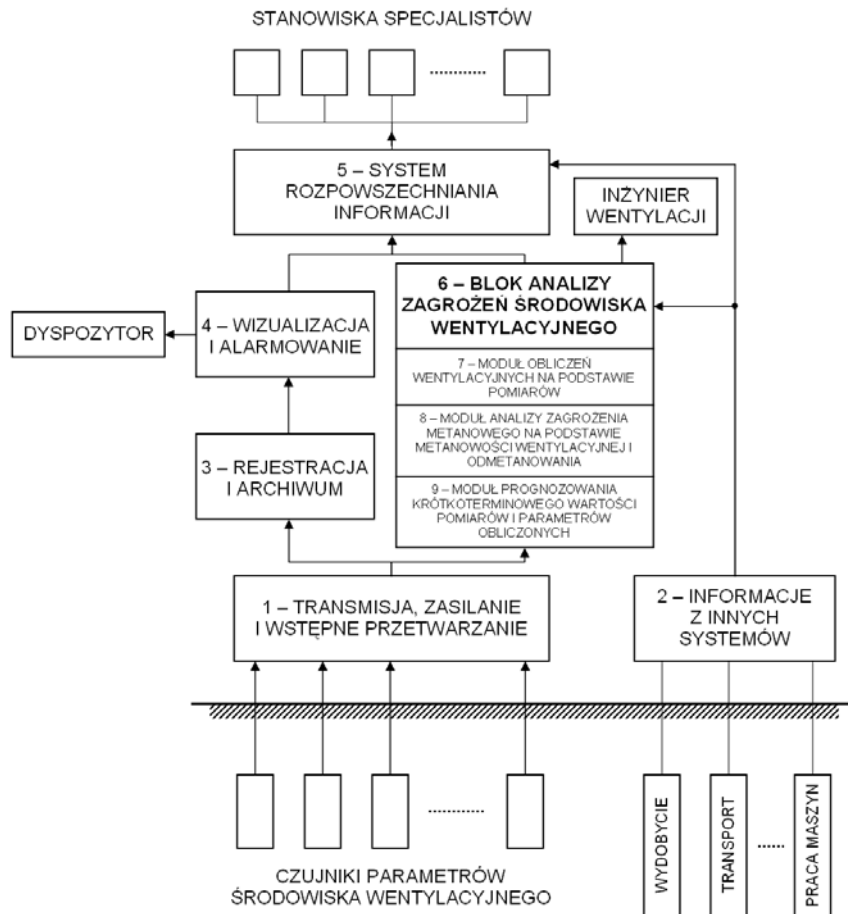 STANOWISKA SPECJALISTÓW
5 – SYSTEM
ROZPOWSZECHNIANIA
INFORMACJI
INŻYNIER
WENTYLACJI
6 – BLOK ANALIZY
ZAGROŻEŃ ŚRODOWISKA
WENTYLACYJNEGO
DYSPOZYTOR
4 – WIZUALIZACJA
I ALARMOWANIE
7 – MODUŁ OBLICZEŃ
WENTYLACYJNYCH NA PODSTAWIE
POMIARÓW
8 – MODUŁ ANALIZY ZAGROŻENIA
METANOWEGO NA PODSTAWIE
METANOWOŚCI WENTYLACYJNEJ I
ODMETANOWANIA
3 – REJESTRACJA
I ARCHIWUM
9 – MODUŁ PROGNOZOWANIA
KRÓTKOTERMINOWEGO WARTOŚCI
POMIARÓW I PARAMETRÓW
OBLICZONYCH
1 – TRANSMISJA, ZASILANIE
I WSTĘPNE PRZETWARZANIE
2 – INFORMACJE
Z INNYCH
SYSTEMÓW
WYDOBYCIE
TRANSPORT
PRACA MASZYN
CZUJNIKI PARAMETRÓW
ŚRODOWISKA WENTYLACYJNEGO